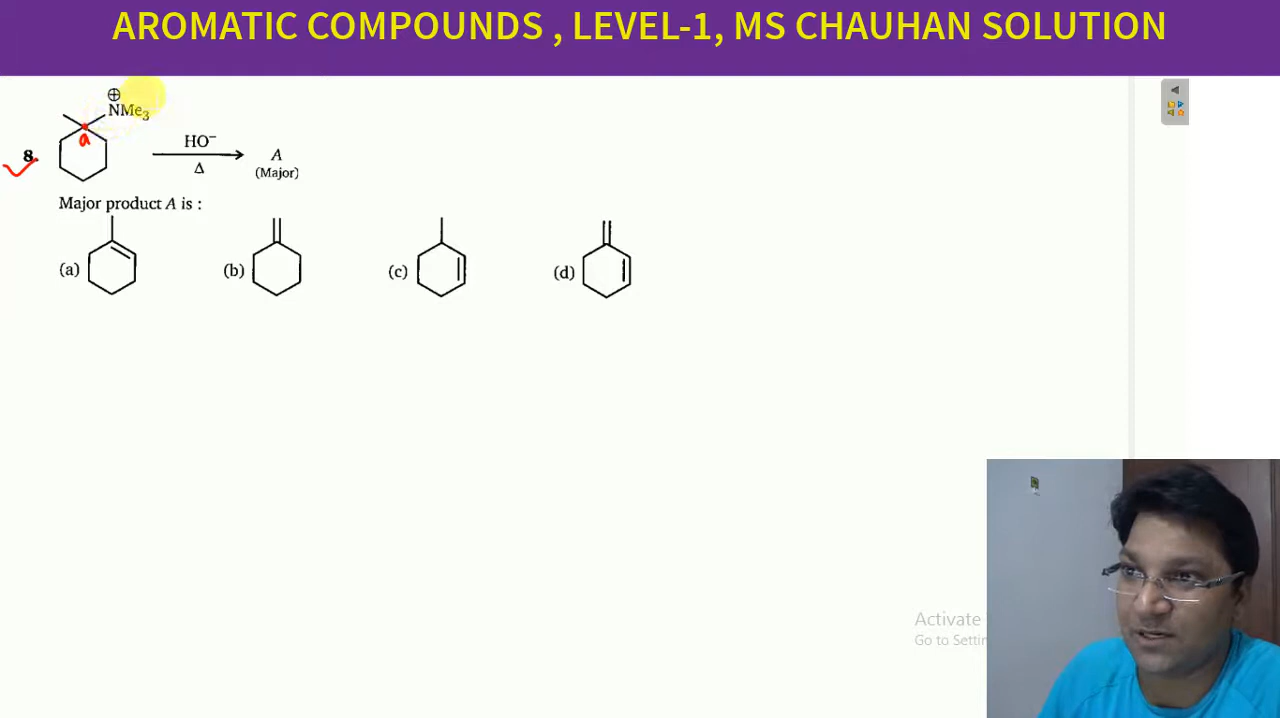 AROMATIC COMPOUNDS , LEVEL-1, MS CHAUHAN SOLUTION
⊕
NMe₃
a
8.
HO⁻
Δ
A
(Major)
Major product A is :
(a)
(b)
(c)
(d)
Activate
Go to Settin